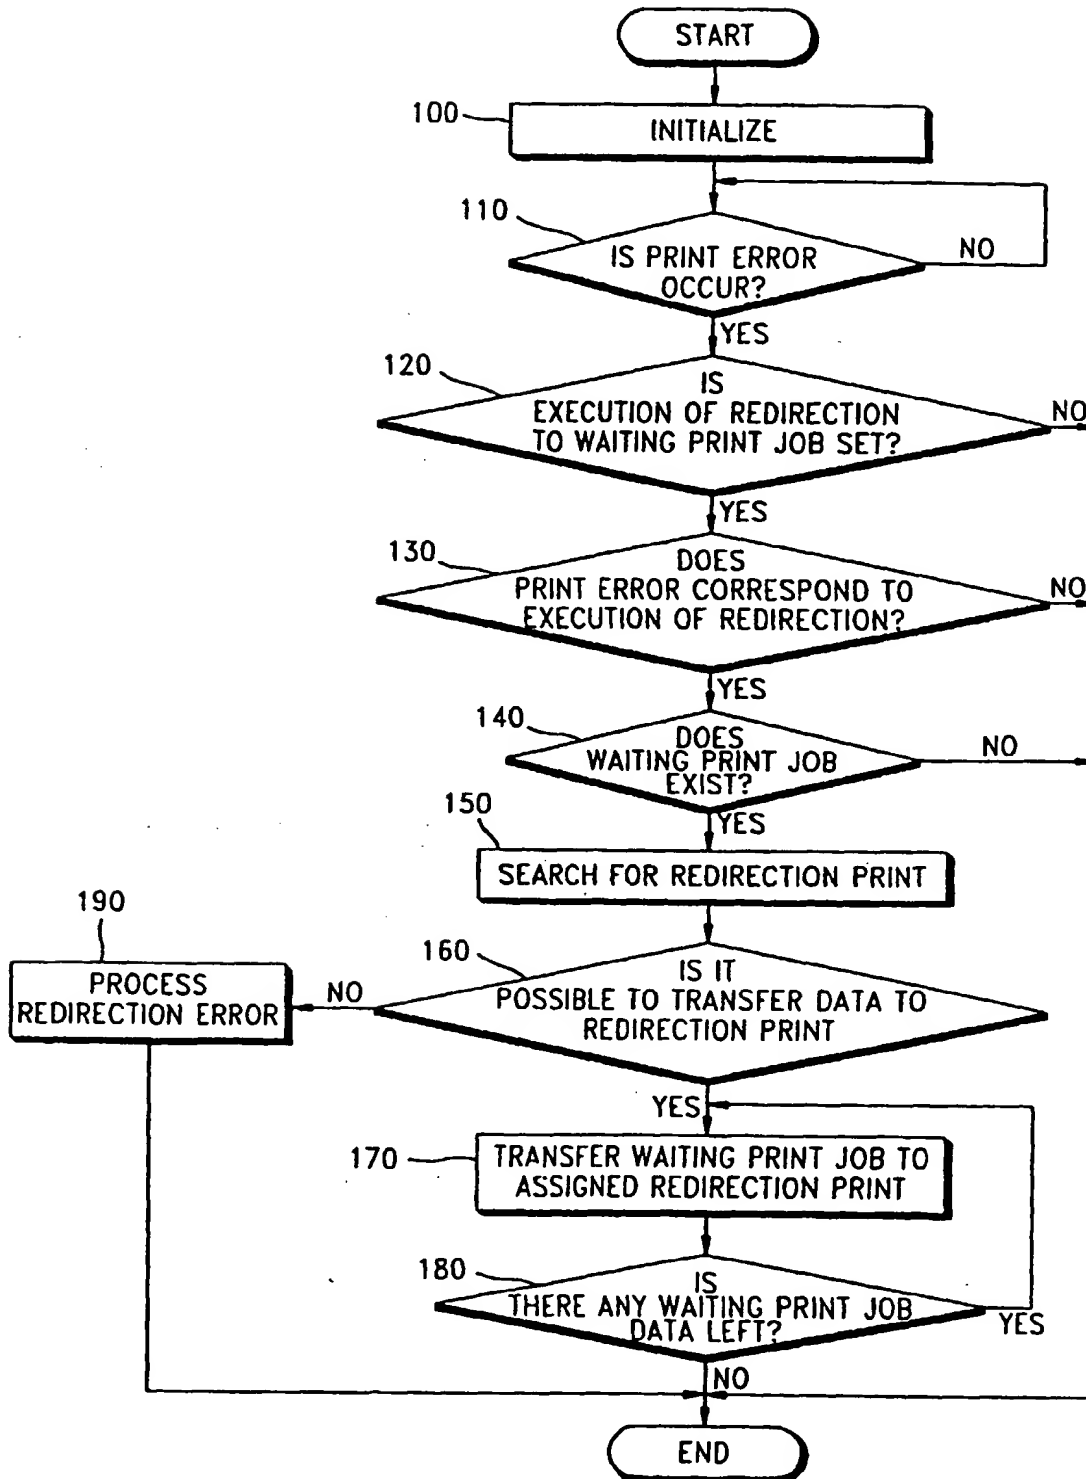 START
100
INITIALIZE
110
IS PRINT ERROR
OCCUR?
NO
YES
120
IS
EXECUTION OF REDIRECTION
TO WAITING PRINT JOB SET?
NO
YES
130
DOES
PRINT ERROR CORRESPOND TO
EXECUTION OF REDIRECTION?
NO
YES
140
DOES
WAITING PRINT JOB
EXIST?
NO
YES
150
SEARCH FOR REDIRECTION PRINT
190
PROCESS
REDIRECTION ERROR
NO
160
IS IT
POSSIBLE TO TRANSFER DATA TO
REDIRECTION PRINT
YES
170
TRANSFER WAITING PRINT JOB TO
ASSIGNED REDIRECTION PRINT
180
IS
THERE ANY WAITING PRINT JOB
DATA LEFT?
YES
NO
END